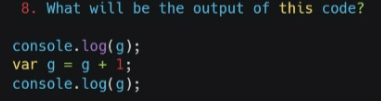 8. What will be the output of this code?
console.log(g);
var g = g + 1;
console.log(g);